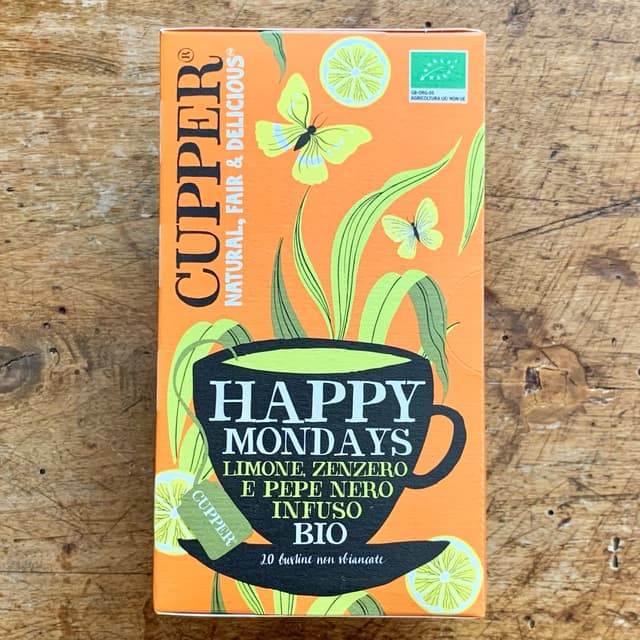 CUPPER®
NATURAL, FAIR & DELICIOUS®
GB-ORG-05
AGRICOLTURA UE/ NON UE
HAPPY
MONDAYS
LIMONE, ZENZERO
E PEPE NERO
INFUSO
BIO
20 bustine non sbiancate
CUPPER